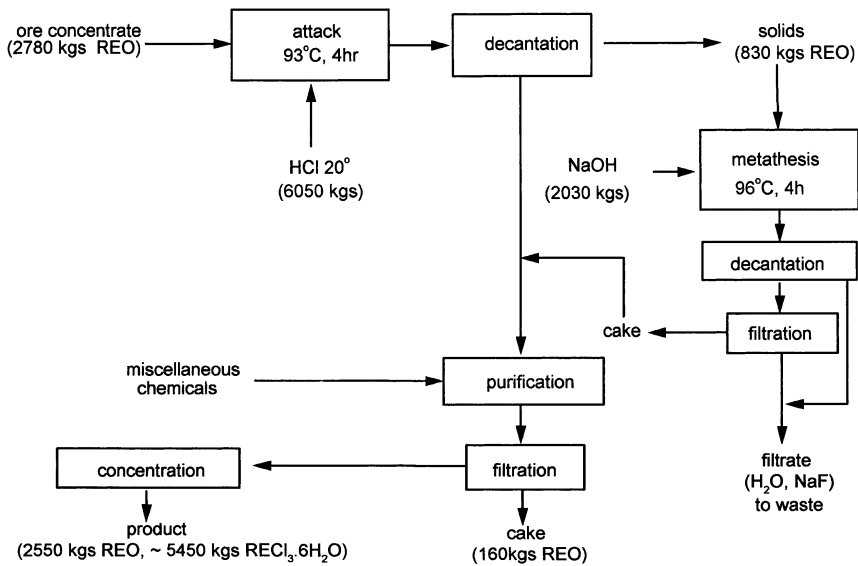 ore concentrate
(2780 kgs REO)
attack
93°C, 4hr
decantation
solids
(830 kgs REO)
HCl 20°
(6050 kgs)
NaOH
(2030 kgs)
metathesis
96°C, 4h
decantation
cake
filtration
miscellaneous
chemicals
purification
filtrate
(H₂O, NaF)
to waste
concentration
filtration
product
(2550 kgs REO, ~ 5450 kgs RECl₃.6H₂O)
cake
(160kgs REO)